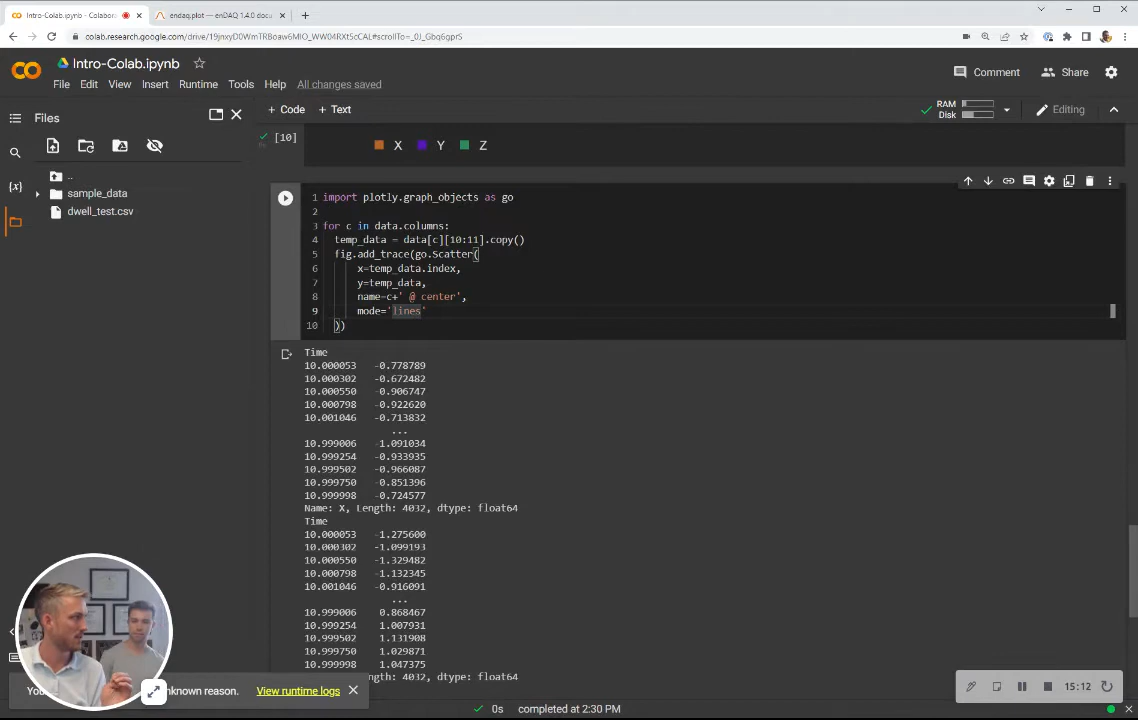 Intro-Colab.ipynb - Colabora
endaq.plot — enDAQ 1.4.0 docu
colab.research.google.com/drive/19jnxyD0WmTRBoaw6MIO_WW04RXt5cCAL#scrollTo=_0J_Gbq6gprS
Intro-Colab.ipynb
File Edit View Insert Runtime Tools Help All changes saved
Comment Share
Files
+ Code + Text
RAM
Disk
Editing
[10]
X Y Z
..
sample_data
dwell_test.csv
{x}
1 import plotly.graph_objects as go
2
3 for c in data.columns:
4 temp_data = data[c][10:11].copy()
5 fig.add_trace(go.Scatter(
6 x=temp_data.index,
7 y=temp_data,
8 name=c+' @ center',
9 mode='lines'
10 ))
Time
10.000053 -0.778789
10.000302 -0.672482
10.000550 -0.906747
10.000798 -0.922620
10.001046 -0.713832
...
10.999006 -1.091034
10.999254 -0.933935
10.999502 -0.966087
10.999750 -0.851396
10.999998 -0.724577
Name: X, Length: 4032, dtype: float64
Time
10.000053 -1.275600
10.000302 -1.099193
10.000550 -1.329482
10.000798 -1.132345
10.001046 -0.916091
...
10.999006 0.868467
10.999254 1.007931
10.999502 1.131908
10.999750 1.029871
10.999998 1.047375
Length: 4032, dtype: float64
reason. View runtime logs
15:12
0s completed at 2:30 PM